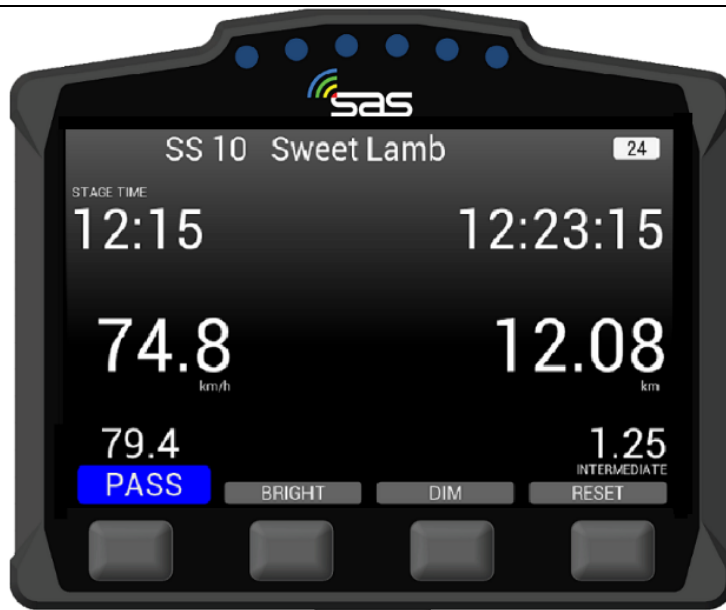 sas
SS 10 Sweet Lamb 24
STAGE TIME
12:15 12:23:15
74.8 12.08
km/h km
79.4 1.25
INTERMEDIATE
PASS BRIGHT DIM RESET